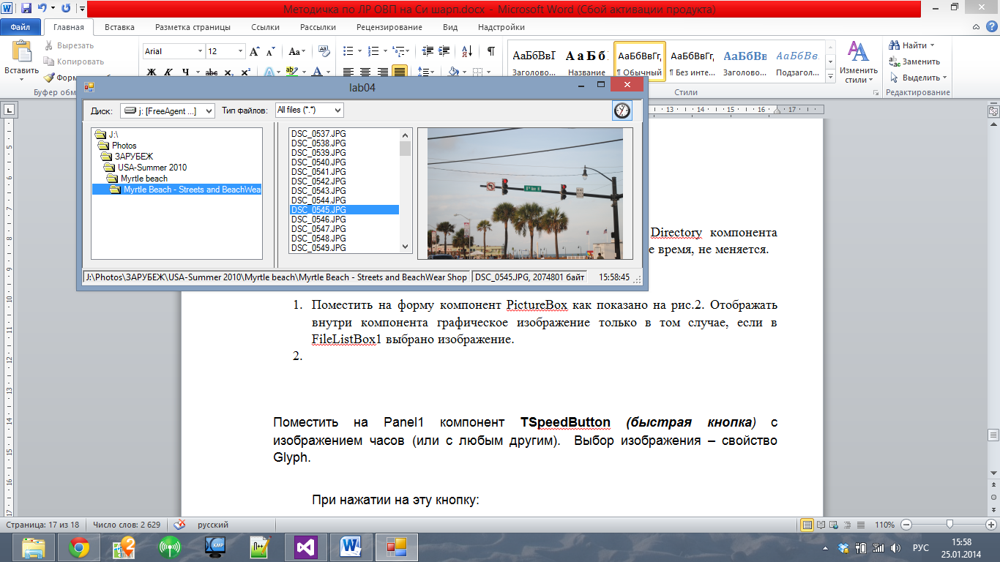 Методичка по ЛР ОВП на Си шарп.docx - Microsoft Word (Сбой активации продукта)
Файл Главная Вставка Разметка страницы Ссылки Рассылки Рецензирование Вид Надстройки
Вставить
Вырезать
Копировать
Arial 12
Ж К Ч abc x₂ x²
АаБбВвІ АаБбІ АаБбВвГг, АаБбВвГг, АаБбВв АаБбВв.
Заголово... Название ¶ Обычный ¶ Без инте... Заголово... Подзагол...
Изменить стили
Найти
Заменить
Выделить
Стили
Редактирование
lab04
Диск: j: [FreeAgent ...] Тип файлов: All files (*.*)
J:\
Photos
ЗАРУБЕЖ
USA-Summer 2010
Myrtle beach
Myrtle Beach - Streets and BeachWea
DSC_0537.JPG
DSC_0538.JPG
DSC_0539.JPG
DSC_0540.JPG
DSC_0541.JPG
DSC_0542.JPG
DSC_0543.JPG
DSC_0544.JPG
DSC_0545.JPG
DSC_0546.JPG
DSC_0547.JPG
DSC_0548.JPG
DSC_0549.JPG
J:\Photos\ЗАРУБЕЖ\USA-Summer 2010\Myrtle beach\Myrtle Beach - Streets and BeachWear Shop DSC_0545.JPG, 2074801 байт 15:58:45
13 14 15 16 17
Directory компонента
е время, не меняется.
1. Поместить на форму компонент PictureBox как показано на рис.2. Отображать
внутри компонента графическое изображение только в том случае, если в
FileListBox1 выбрано изображение.
2.
Поместить на Panel1 компонент TSpeedButton (быстрая кнопка) с
изображением часов (или с любым другим). Выбор изображения – свойство
Glyph.
При нажатии на эту кнопку:
Страница: 17 из 18 Число слов: 2 629 русский 110%
РУС 15:58
25.01.2014